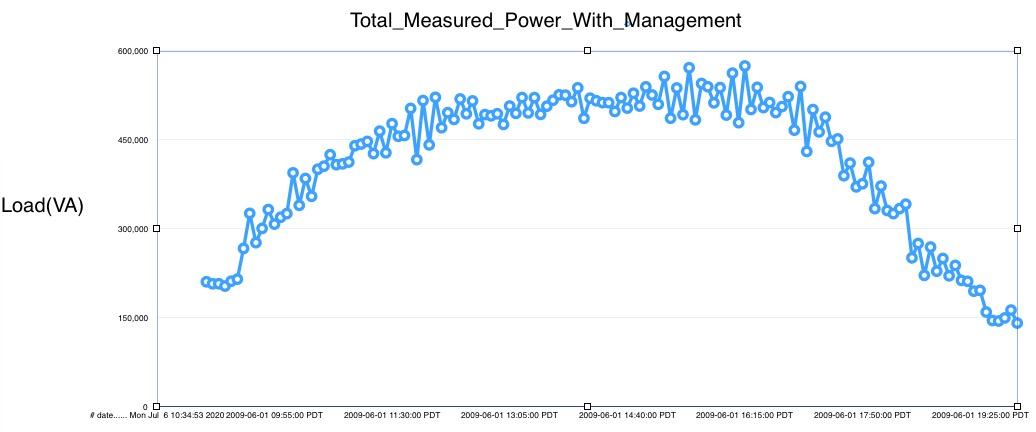 Total_Measured_Power_With_Management
600,000
450,000
Load(VA)
300,000
150,000
0
# date...... Mon Jul 6 10:34:53 2020 2009-06-01 09:55:00 PDT 2009-06-01 11:30:00 PDT 2009-06-01 13:05:00 PDT 2009-06-01 14:40:00 PDT 2009-06-01 16:15:00 PDT 2009-06-01 17:50:00 PDT 2009-06-01 19:25:00 PDT